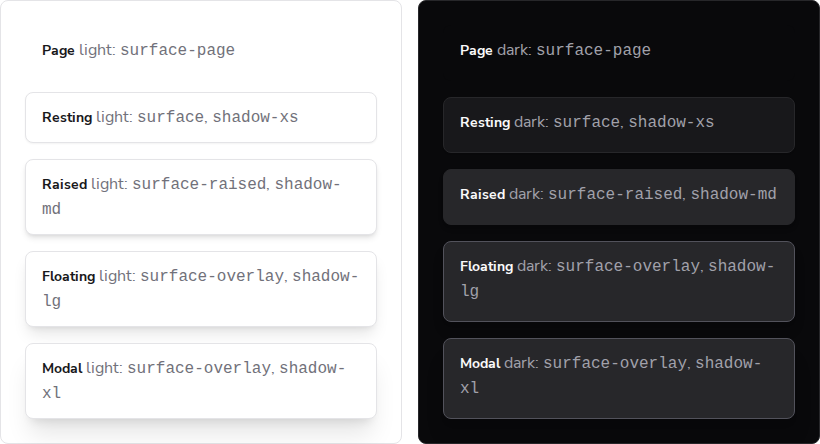 Page light: surface-page
Resting light: surface, shadow-xs
Raised light: surface-raised, shadow-
md
Floating light: surface-overlay, shadow-
lg
Modal light: surface-overlay, shadow-
xl
Page dark: surface-page
Resting dark: surface, shadow-xs
Raised dark: surface-raised, shadow-md
Floating dark: surface-overlay, shadow-
lg
Modal dark: surface-overlay, shadow-
xl